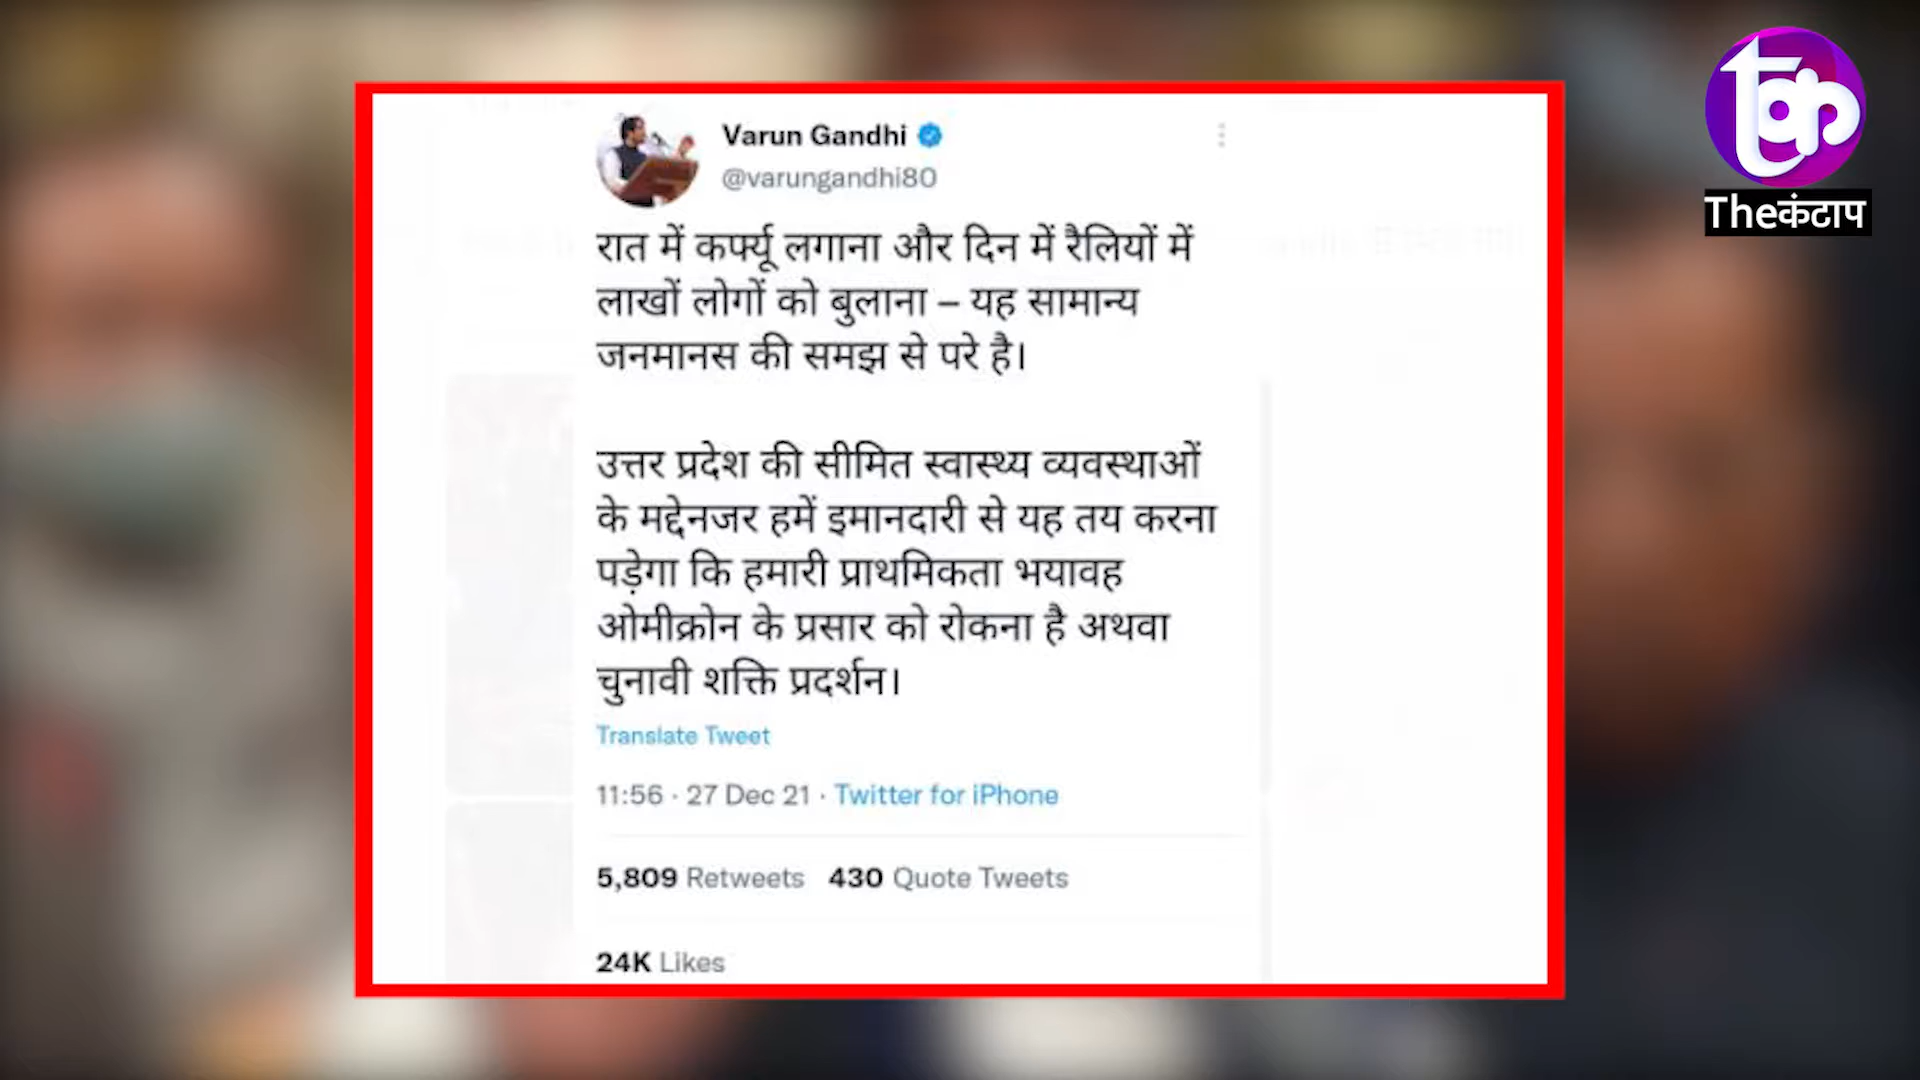 Varun Gandhi
@varungandhi80
रात में कर्फ्यू लगाना और दिन में रैलियों में
लाखों लोगों को बुलाना – यह सामान्य
जनमानस की समझ से परे है।
उत्तर प्रदेश की सीमित स्वास्थ्य व्यवस्थाओं
के मद्देनजर हमें इमानदारी से यह तय करना
पड़ेगा कि हमारी प्राथमिकता भयावह
ओमीक्रोन के प्रसार को रोकना है अथवा
चुनावी शक्ति प्रदर्शन।
Translate Tweet
11:56 · 27 Dec 21 · Twitter for iPhone
5,809 Retweets 430 Quote Tweets
24K Likes
Theकंटाप